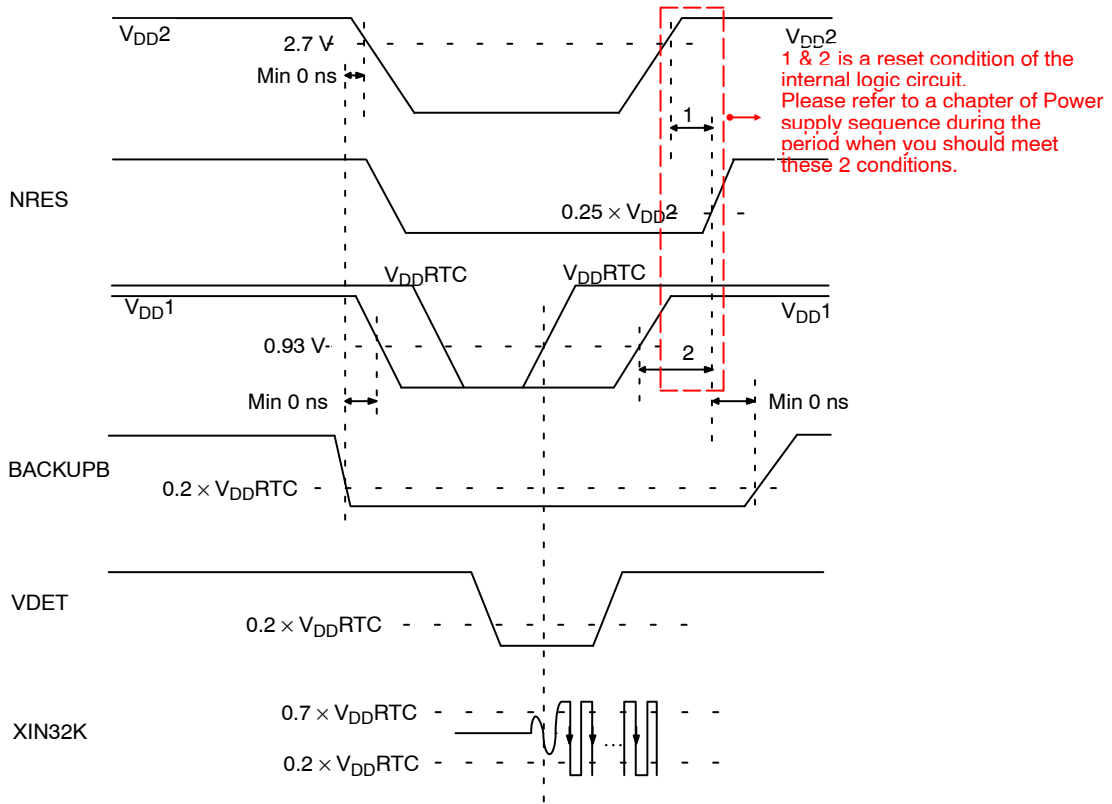 VDD2
2.7 V
Min 0 ns
VDD2
1 & 2 is a reset condition of the
internal logic circuit.
Please refer to a chapter of Power
supply sequence during the
period when you should meet
these 2 conditions.
1
NRES
0.25 × VDD2
VDDRTC
VDDRTC
VDD1
VDD1
0.93 V
2
Min 0 ns
Min 0 ns
BACKUPB
0.2 × VDDRTC
VDET
0.2 × VDDRTC
0.7 × VDDRTC
XIN32K
...
0.2 × VDDRTC